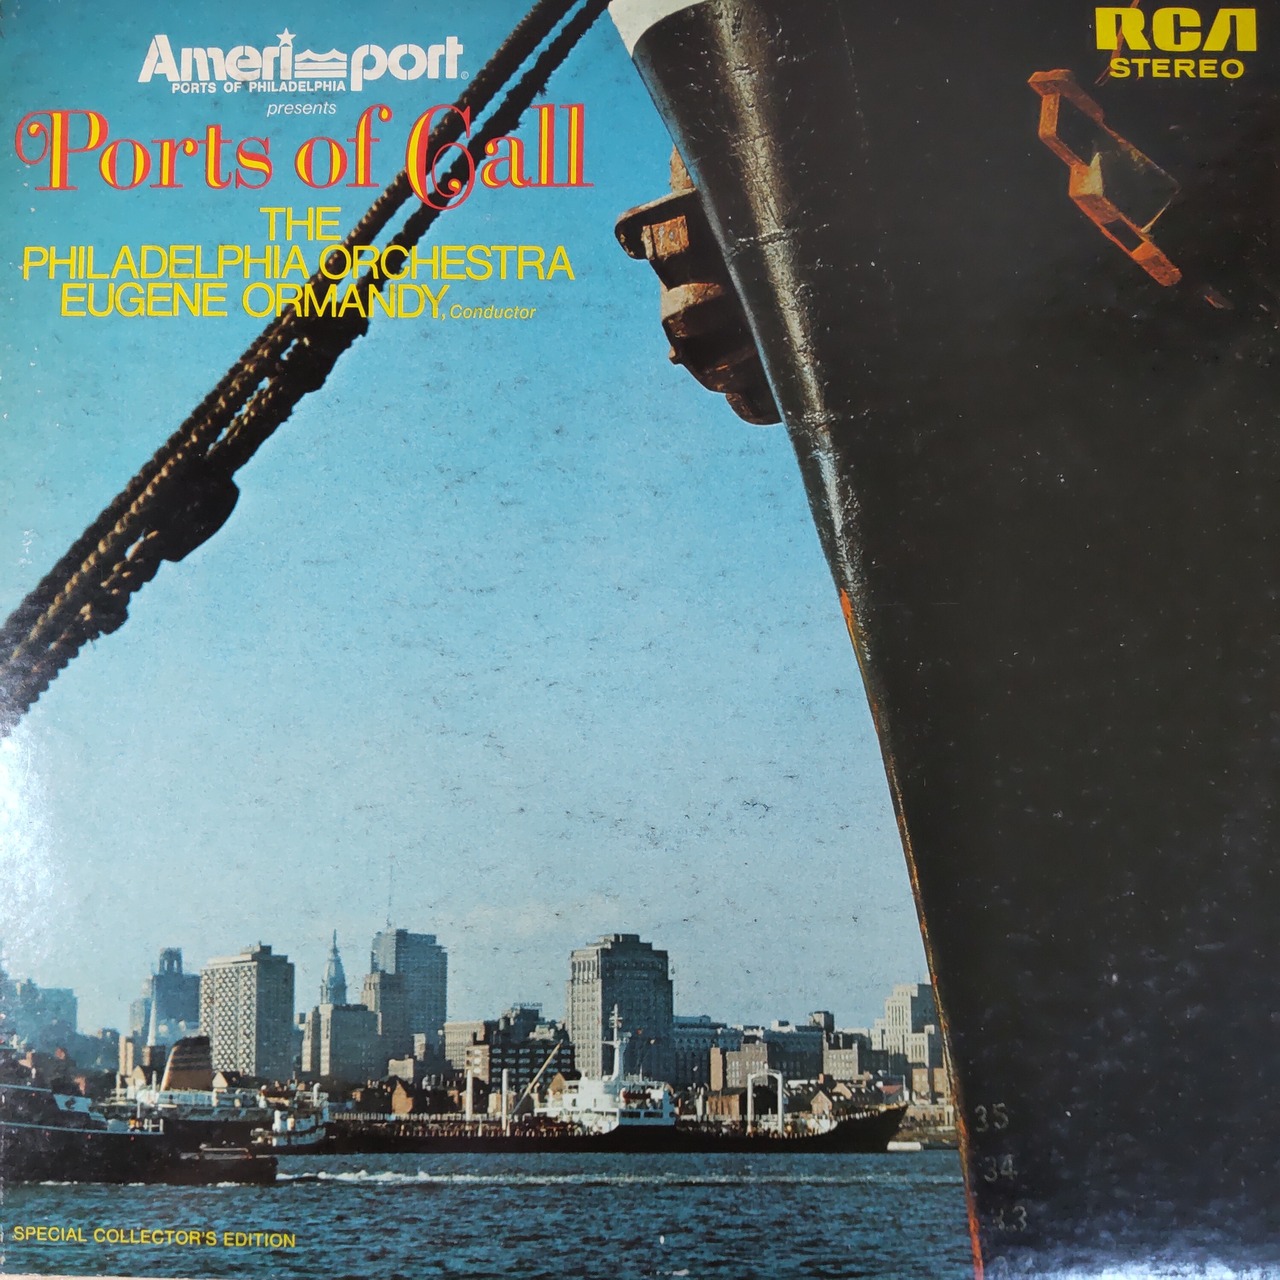 Ameriport
PORTS OF PHILADELPHIA
presents
Ports of Call
THE
PHILADELPHIA ORCHESTRA
EUGENE ORMANDY, Conductor
RCA
STEREO
35
34
SPECIAL COLLECTOR'S EDITION